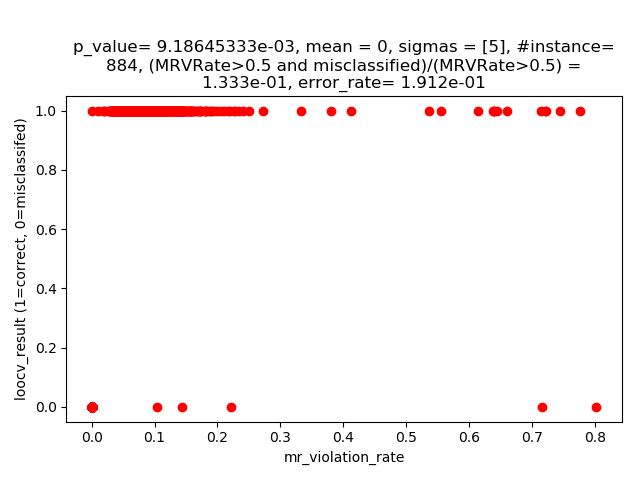 p_value= 9.18645333e-03, mean = 0, sigmas = [5], #instance=
884, (MRVRate>0.5 and misclassified)/(MRVRate>0.5) =
1.333e-01, error_rate= 1.912e-01
loocv_result (1=correct, 0=misclassifed)
1.0
0.8
0.6
0.4
0.2
0.0
0.0 0.1 0.2 0.3 0.4 0.5 0.6 0.7 0.8
mr_violation_rate